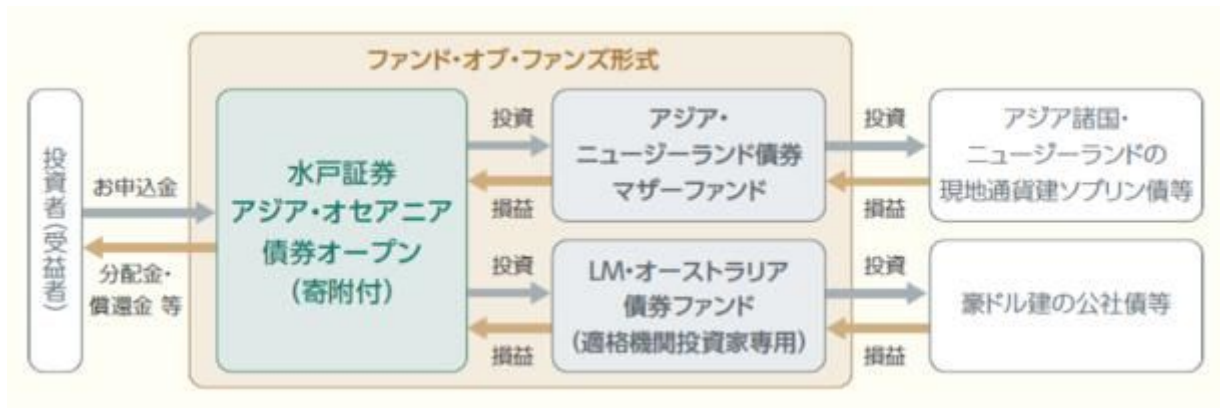 ファンド・オブ・ファンズ形式
投資者(受益者)
お申込金
分配金・
償還金 等
水戸証券
アジア・オセアニア
債券オープン
(寄附付)
投資
損益
アジア・
ニュージーランド債券
マザーファンド
投資
損益
アジア諸国・
ニュージーランドの
現地通貨建ソブリン債等
投資
損益
LM・オーストラリア
債券ファンド
(適格機関投資家専用)
投資
損益
豪ドル建の公社債等